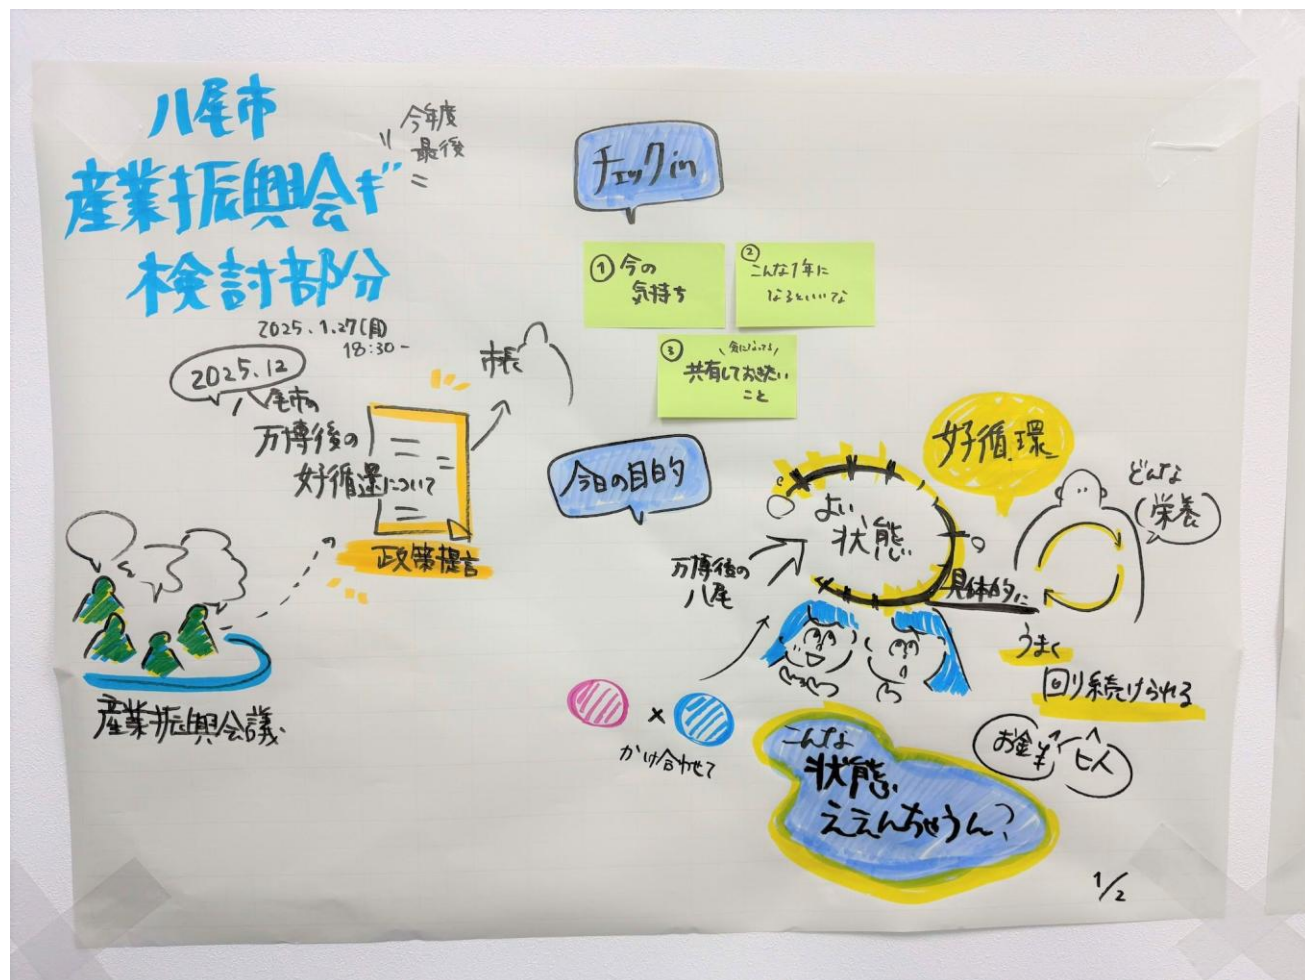 八尾市
産業振興会ギ
検討部分
今年度
最後
2025.1.27(月)
18:30-
2025.12
八尾市の
万博後の
好循還について
政策提言
市長
産業振興会議
チェックin
① 今の
気持ち
②
こんな1年に
なるといいな
③
気になってる
共有しておきたい
こと
今日の目的
好循環
よい
状態
万博後の
八尾
具体的に
どんな
栄養
うまく
回り続けられる
お金
ヒト
×
かけ合わせて
こんな
状態
ええんちゃうん?
1/2